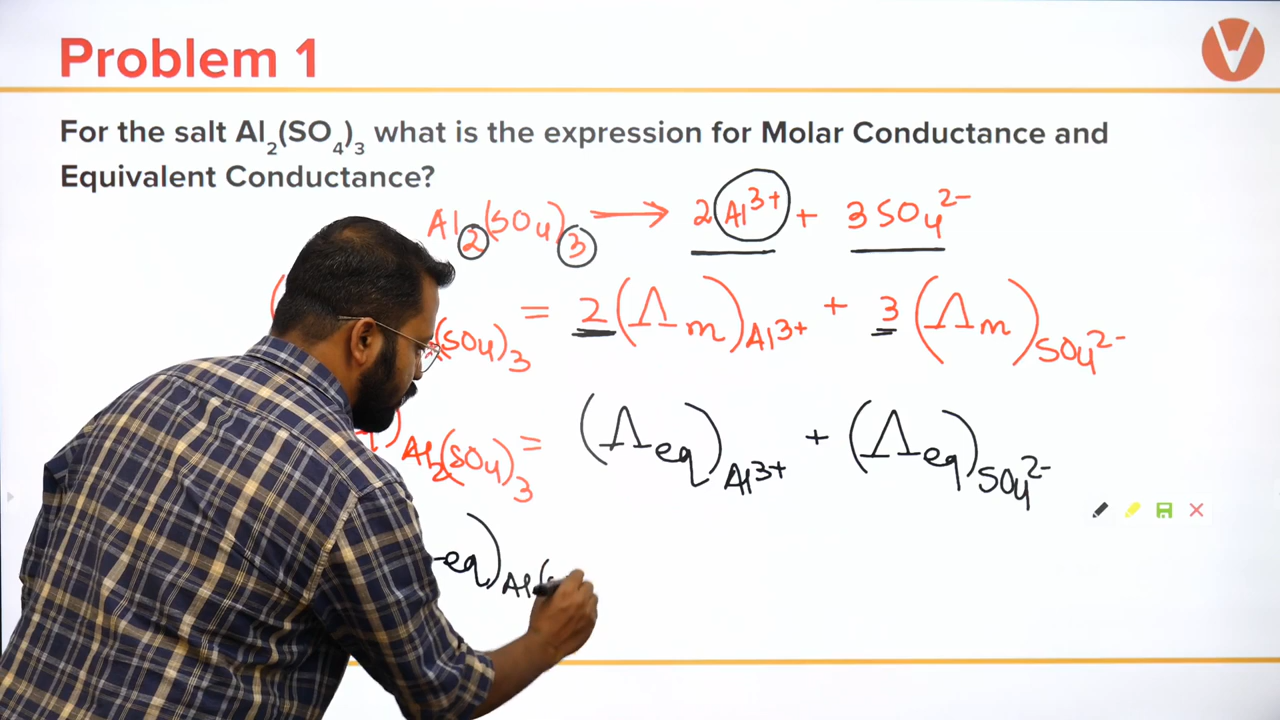 Problem 1
For the salt Al₂(SO₄)₃ what is the expression for Molar Conductance and
Equivalent Conductance?
Al₂(SO₄)₃ → 2Al³⁺ + 3SO₄²⁻
(SO₄)₃ = 2(Λm)Al³⁺ + 3(Λm)SO₄²⁻
)Al₂(SO₄)₃ = (Λeq)Al³⁺ + (Λeq)SO₄²⁻
eq)Al(